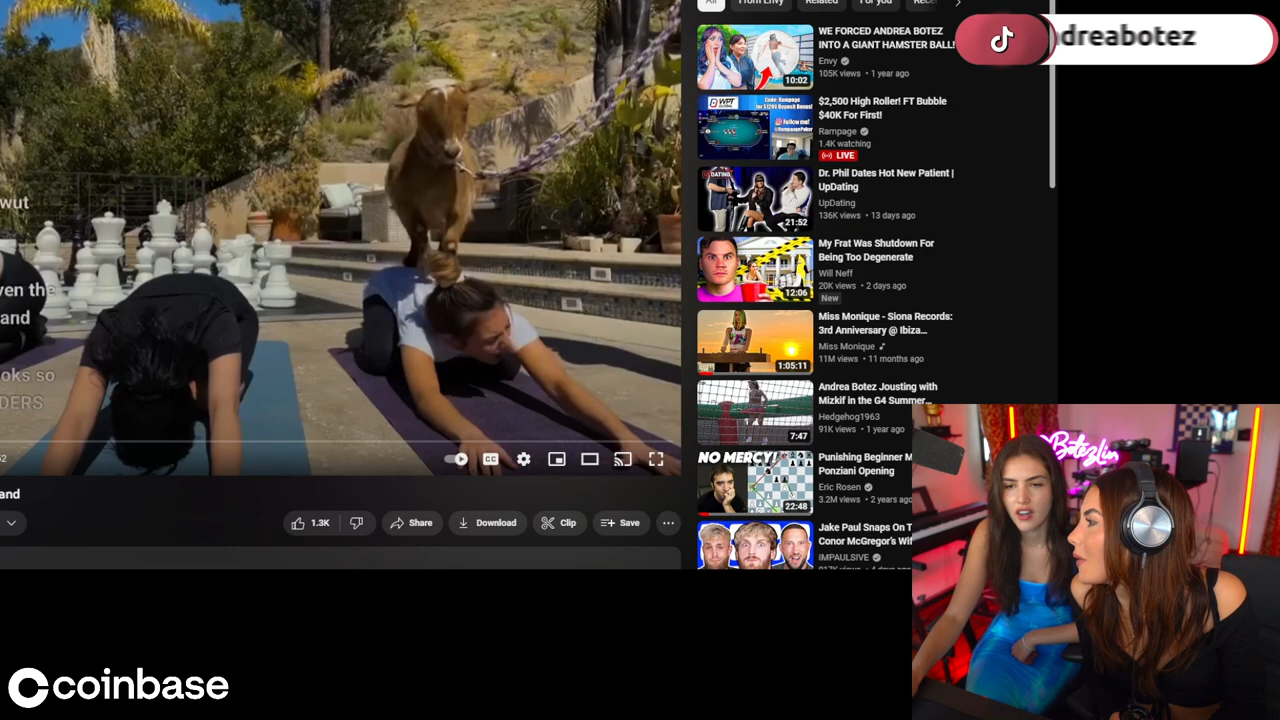 All
From Envy
Related
For you
Rece
dreabotez
WE FORCED ANDREA BOTEZ
INTO A GIANT HAMSTER BALL!
Envy
105K views • 1 year ago
10:02
WPT
GLOBAL
$2,500 High Roller! FT Bubble
$40K For First!
Rampage
1.4K watching
LIVE
UPDATING
Dr. Phil Dates Hot New Patient |
UpDating
UpDating
136K views • 13 days ago
21:52
My Frat Was Shutdown For
Being Too Degenerate
Will Neff
20K views • 2 days ago
New
12:06
Miss Monique - Siona Records:
3rd Anniversary @ Ibiza...
Miss Monique
11M views • 11 months ago
1:05:11
Andrea Botez Jousting with
Mizkif in the G4 Summer...
Hedgehog1963
91K views • 1 year ago
7:47
NO MERCY!
Punishing Beginner M
Ponziani Opening
Eric Rosen
3.2M views • 2 years ago
22:48
Jake Paul Snaps On T
Conor McGregor's Wif
IMPAULSIVE
wut
ven the
and
oks so
DERS
52
CC
and
1.3K
Share
Download
Clip
Save
Botezlin
coinbase